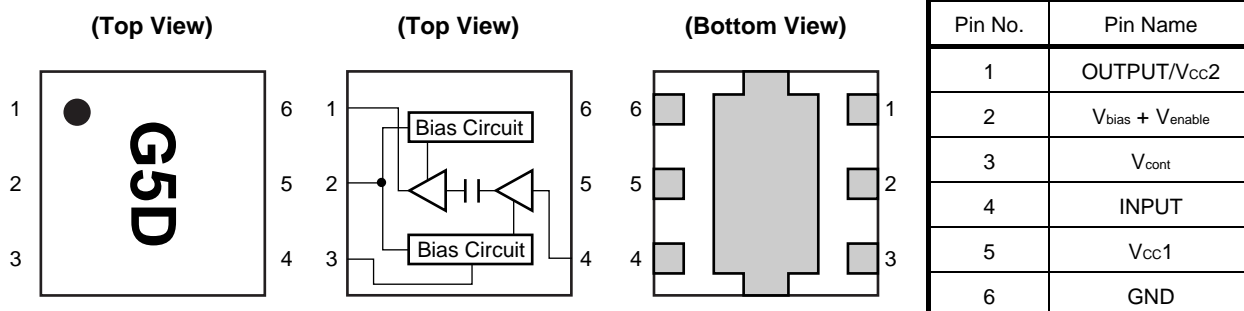 (Top View)
1
2
3
G5D
6
5
4
(Top View)
1
2
3
Bias Circuit
Bias Circuit
6
5
4
(Bottom View)
6
5
4
1
2
3
Pin No. Pin Name
1 OUTPUT/VCC2
2 Vbias + Venable
3 Vcont
4 INPUT
5 VCC1
6 GND